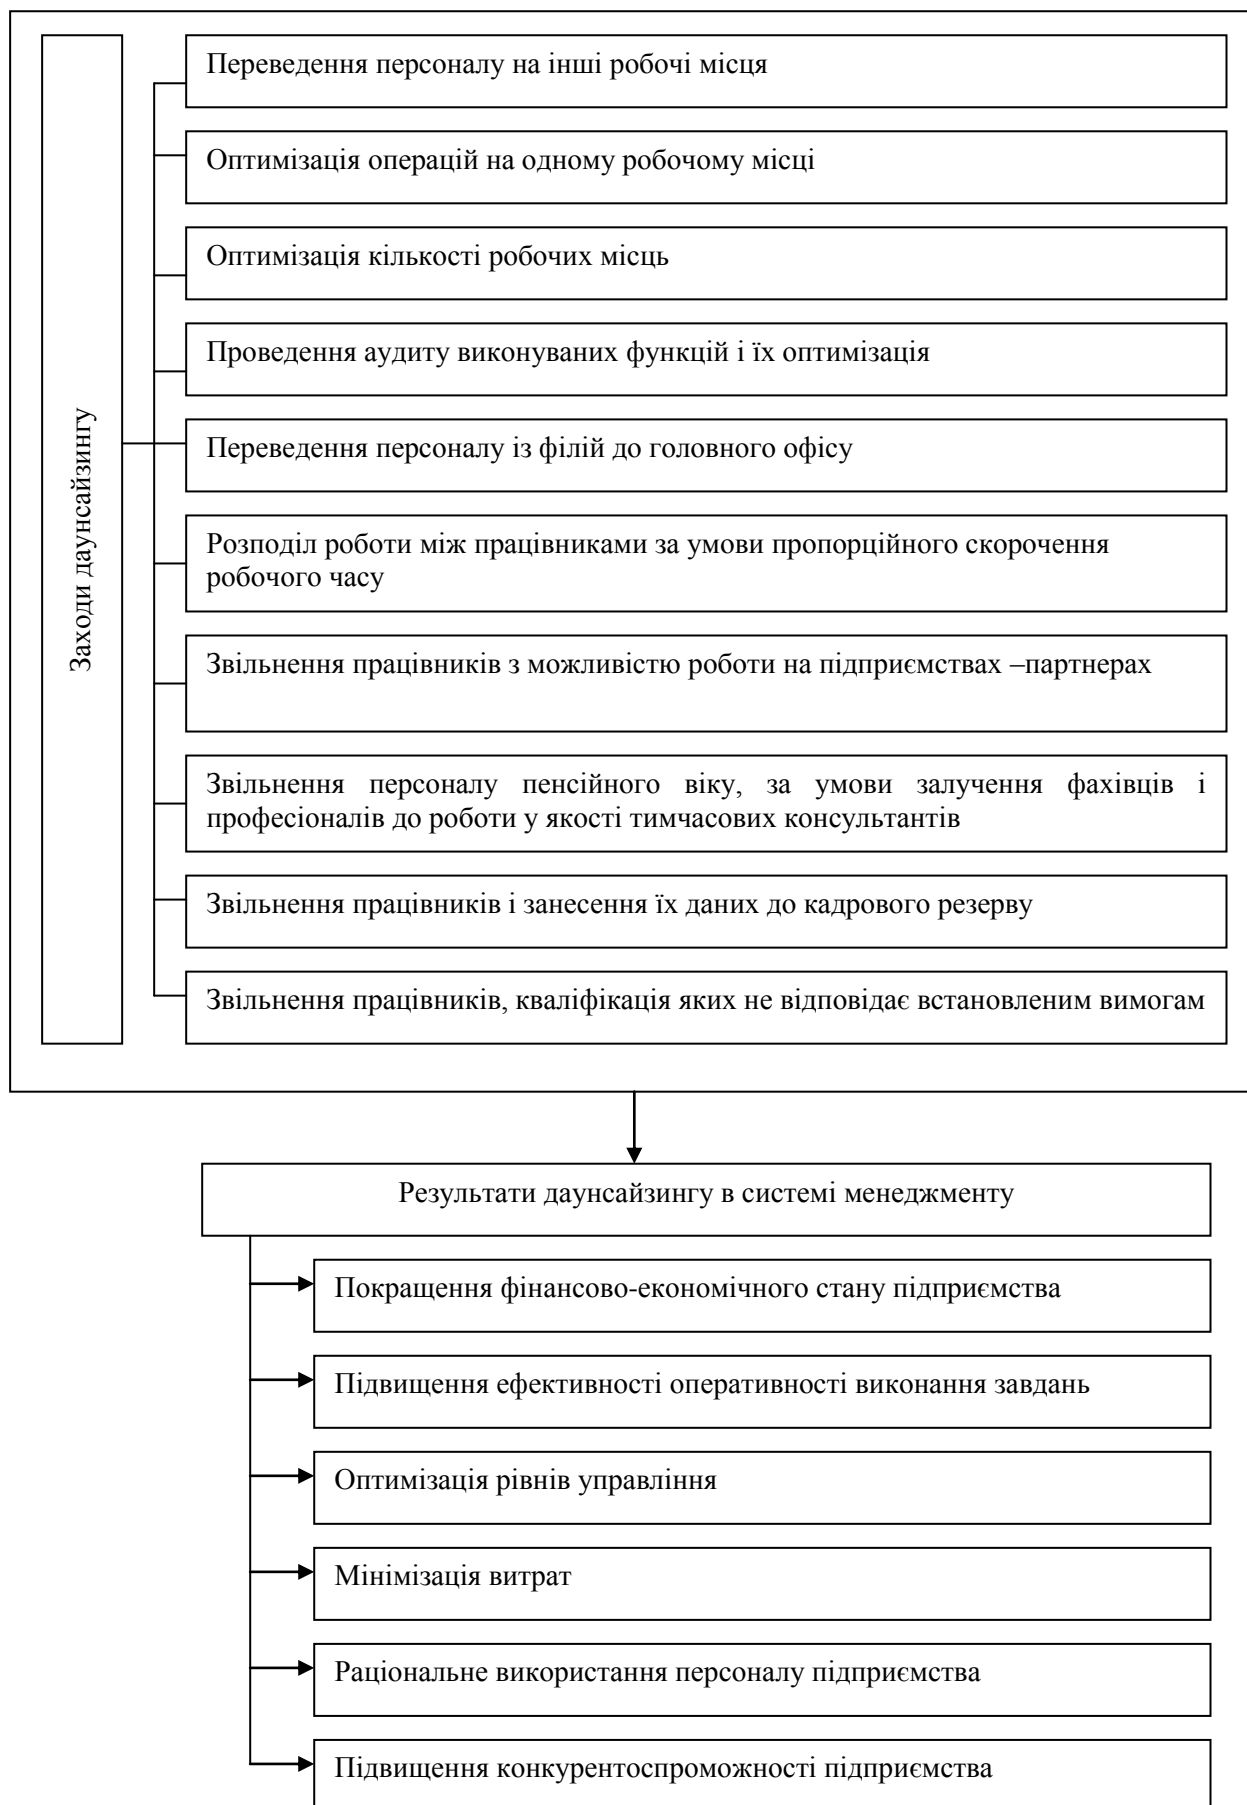 Заходи даунсайзингу
Переведення персоналу на інші робочі місця
Оптимізація операцій на одному робочому місці
Оптимізація кількості робочих місць
Проведення аудиту виконуваних функцій і їх оптимізація
Переведення персоналу із філій до головного офісу
Розподіл роботи між працівниками за умови пропорційного скорочення
робочого часу
Звільнення працівників з можливістю роботи на підприємствах –партнерах
Звільнення персоналу пенсійного віку, за умови залучення фахівців і
професіоналів до роботи у якості тимчасових консультантів
Звільнення працівників і занесення їх даних до кадрового резерву
Звільнення працівників, кваліфікація яких не відповідає встановленим вимогам
Результати даунсайзингу в системі менеджменту
Покращення фінансово-економічного стану підприємства
Підвищення ефективності оперативності виконання завдань
Оптимізація рівнів управління
Мінімізація витрат
Раціональне використання персоналу підприємства
Підвищення конкурентоспроможності підприємства